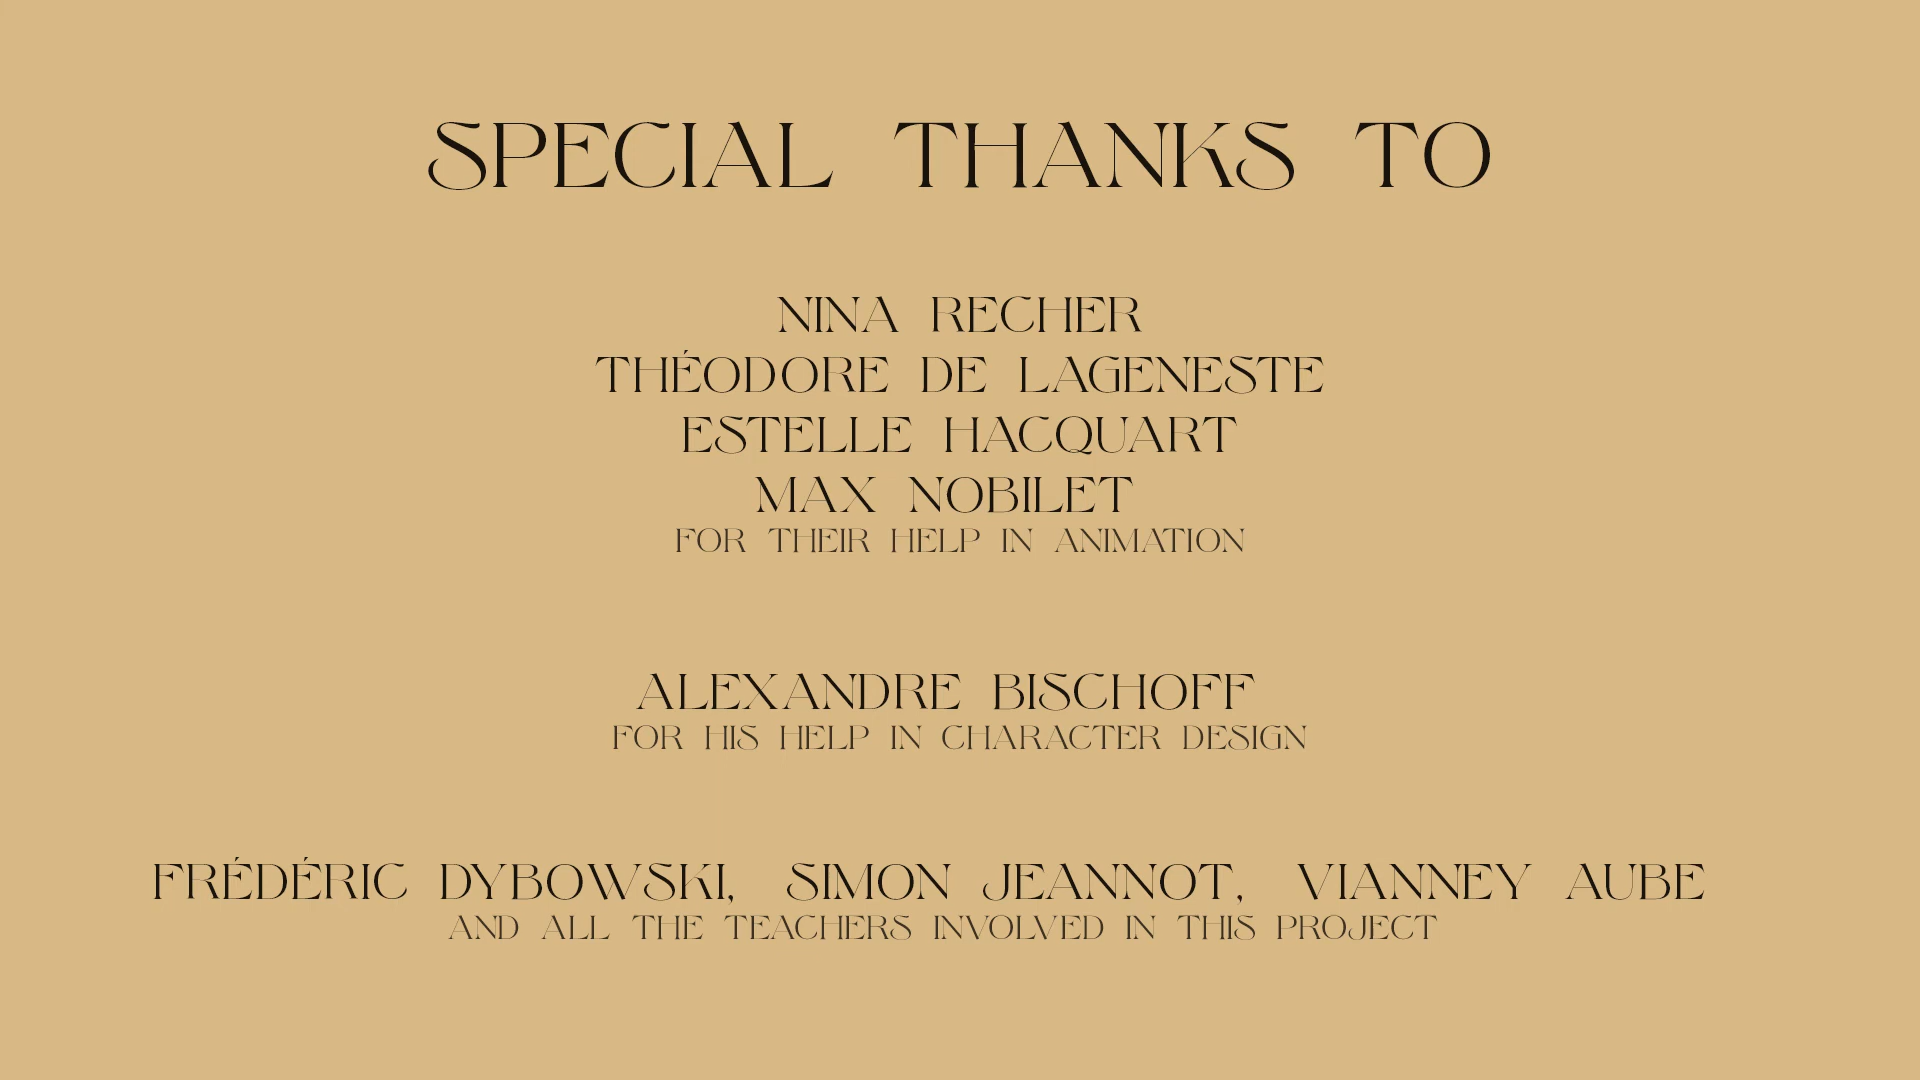 SPECIAL THANKS TO
NINA RECHER
THÉODORE DE LAGENESTE
ESTELLE HACQUART
MAX NOBILET
FOR THEIR HELP IN ANIMATION
ALEXANDRE BISCHOFF
FOR HIS HELP IN CHARACTER DESIGN
FRÉDÉRIC DYBOWSKI, SIMON JEANNOT, VIANNEY AUBE
AND ALL THE TEACHERS INVOLVED IN THIS PROJECT